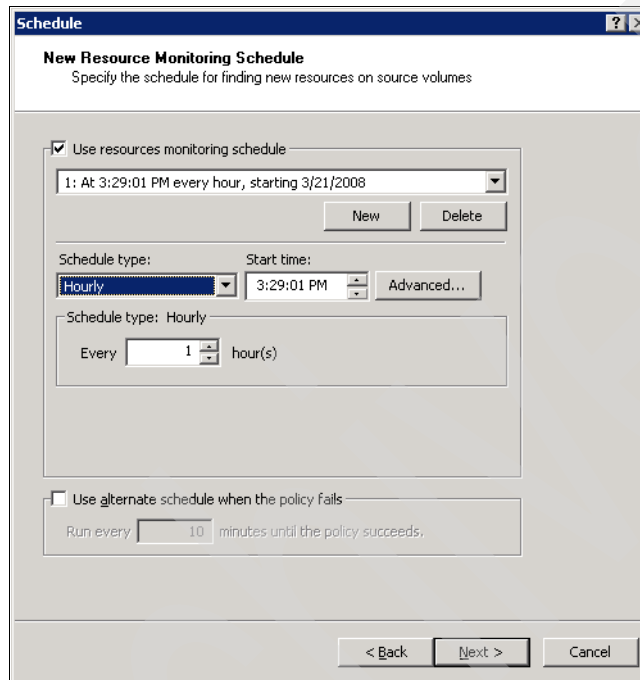 Schedule
New Resource Monitoring Schedule
Specify the schedule for finding new resources on source volumes
Use resources monitoring schedule
1: At 3:29:01 PM every hour, starting 3/21/2008
New Delete
Schedule type: Start time:
Hourly 3:29:01 PM Advanced...
Schedule type: Hourly
Every 1 hour(s)
Use alternate schedule when the policy fails
Run every 10 minutes until the policy succeeds.
< Back Next > Cancel